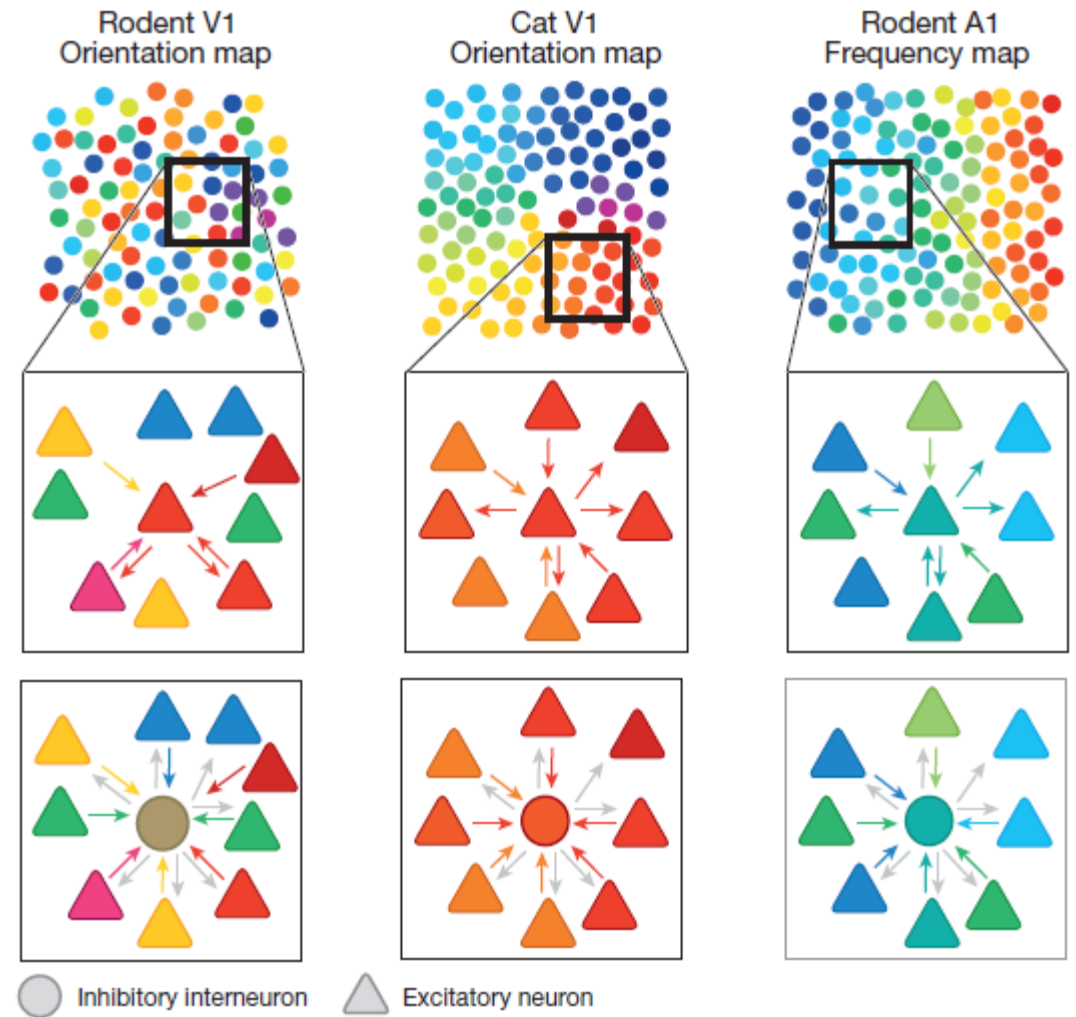 Rodent V1
Orientation map
Cat V1
Orientation map
Rodent A1
Frequency map
Inhibitory interneuron
Excitatory neuron